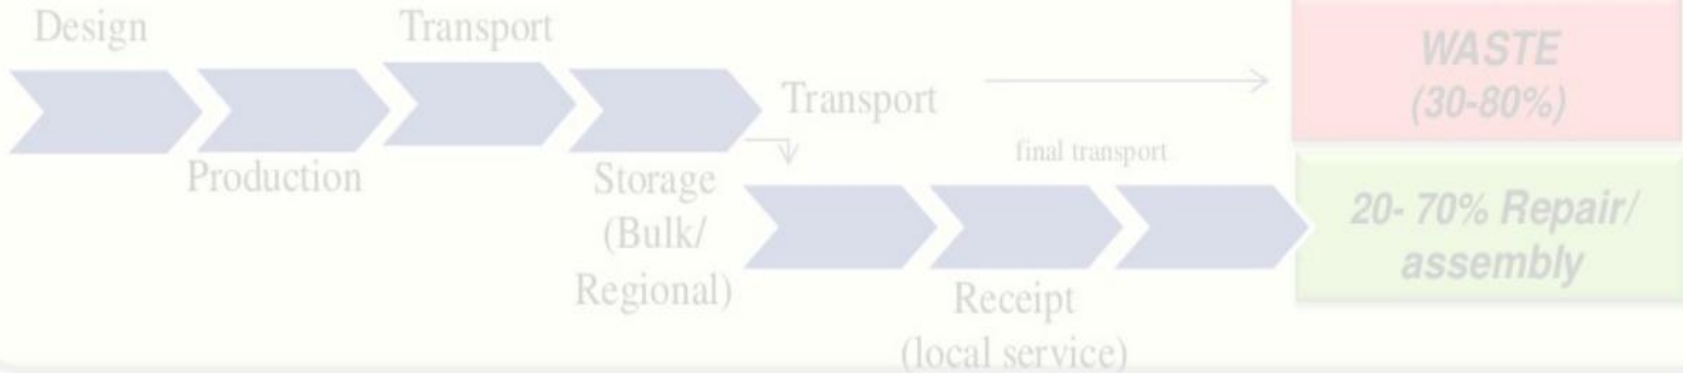 Design
Transport
WASTE
(30-80%)
Transport
Production
Storage
(Bulk/
Regional)
final transport
20- 70% Repair/
assembly
Receipt
(local service)